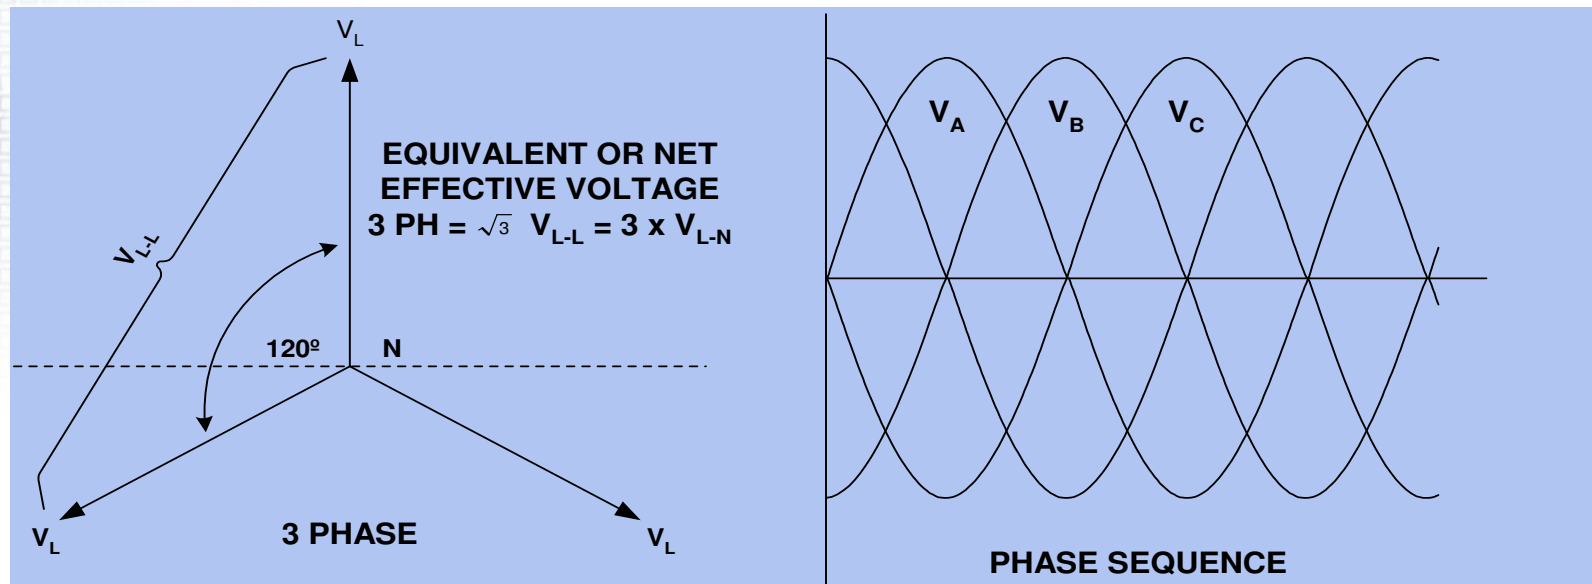 V_L
EQUIVALENT OR NET
EFFECTIVE VOLTAGE
3 PH = √3 V_L-L = 3 x V_L-N
V_L-L
120º
N
V_L
3 PHASE
V_L
V_A
V_B
V_C
PHASE SEQUENCE